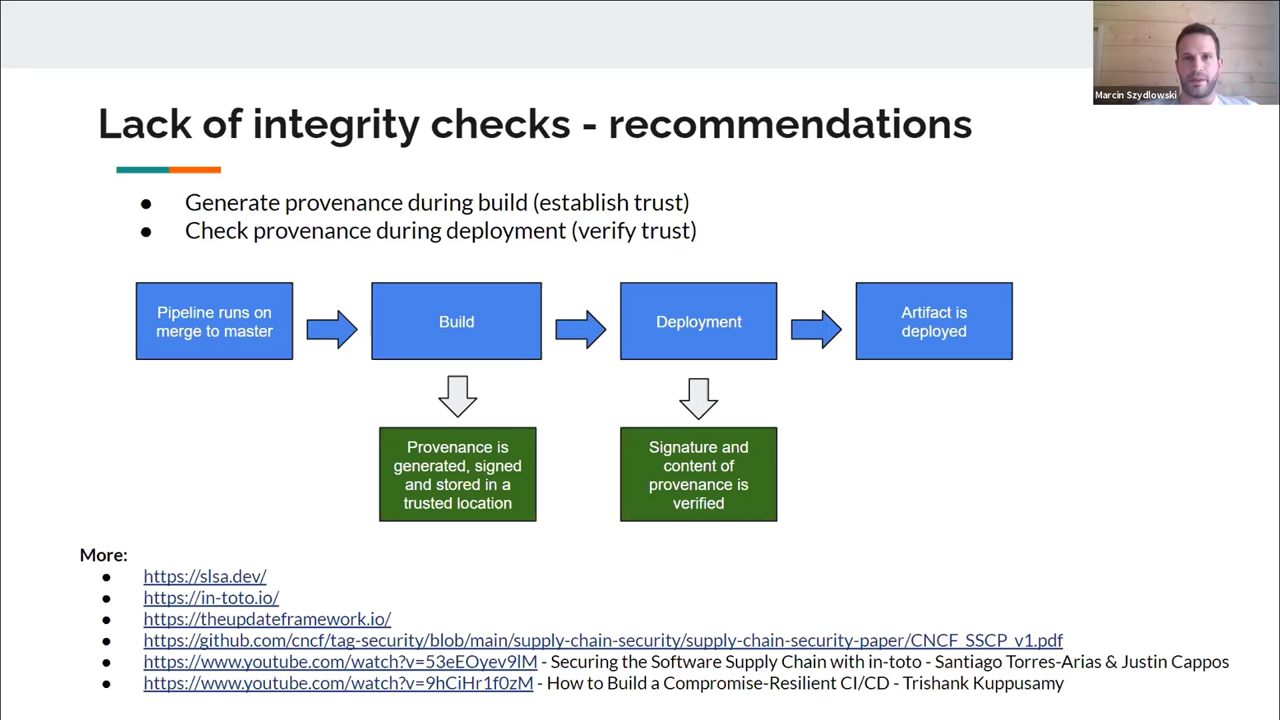 Marcin Szydlowski
Lack of integrity checks - recommendations
● Generate provenance during build (establish trust)
● Check provenance during deployment (verify trust)
Pipeline runs on
merge to master
Build
Deployment
Artifact is
deployed
Provenance is
generated, signed
and stored in a
trusted location
Signature and
content of
provenance is
verified
More:
● https://slsa.dev/
● https://in-toto.io/
● https://theupdateframework.io/
● https://github.com/cncf/tag-security/blob/main/supply-chain-security/supply-chain-security-paper/CNCF_SSCP_v1.pdf
● https://www.youtube.com/watch?v=53eEOyev9lM - Securing the Software Supply Chain with in-toto - Santiago Torres-Arias & Justin Cappos
● https://www.youtube.com/watch?v=9hCiHr1f0zM - How to Build a Compromise-Resilient CI/CD - Trishank Kuppusamy